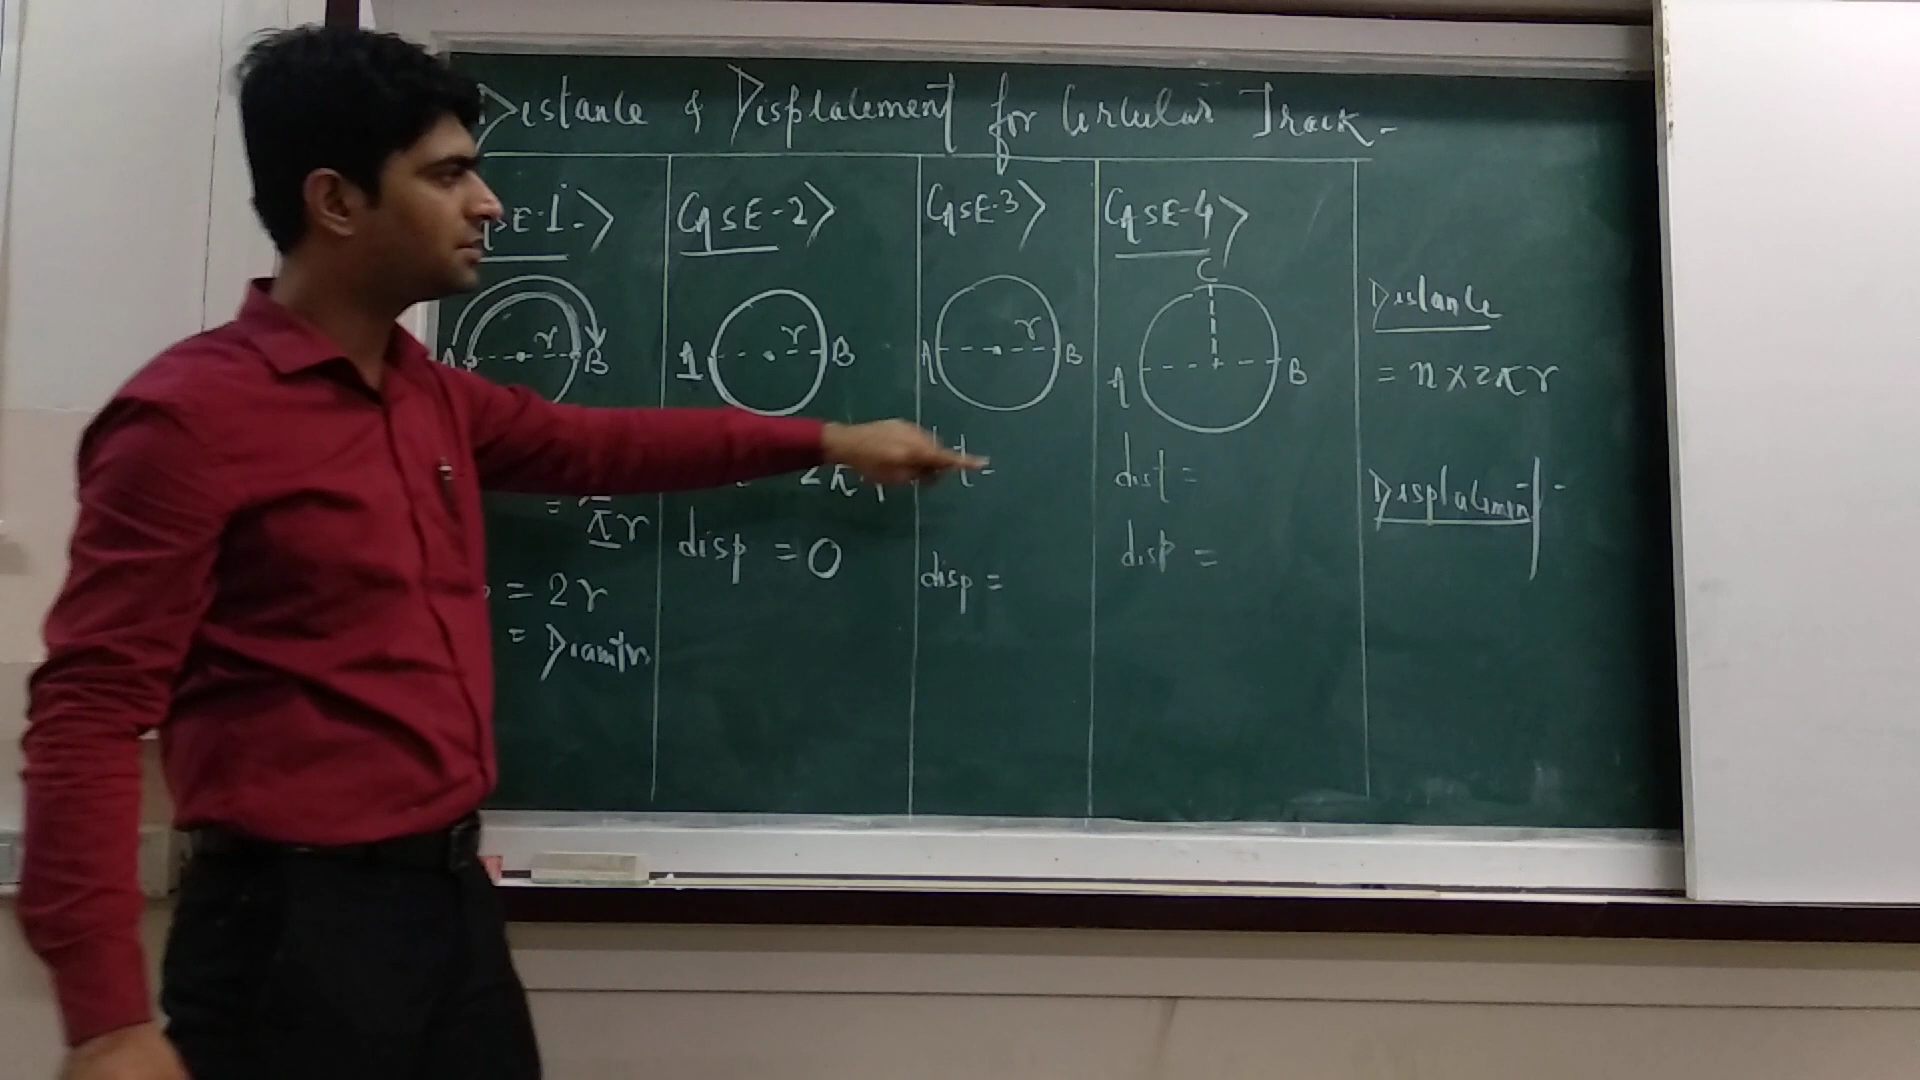 Distance & Displacement for Circular Track -
CASE-1
A r B
= πr
= 2r
= Diameter
CASE-2
1 r B
2πr
disp = 0
CASE-3
A r B
disp =
CASE-4
C
A B
dist =
disp =
Distance
= n x 2πr
Displacement